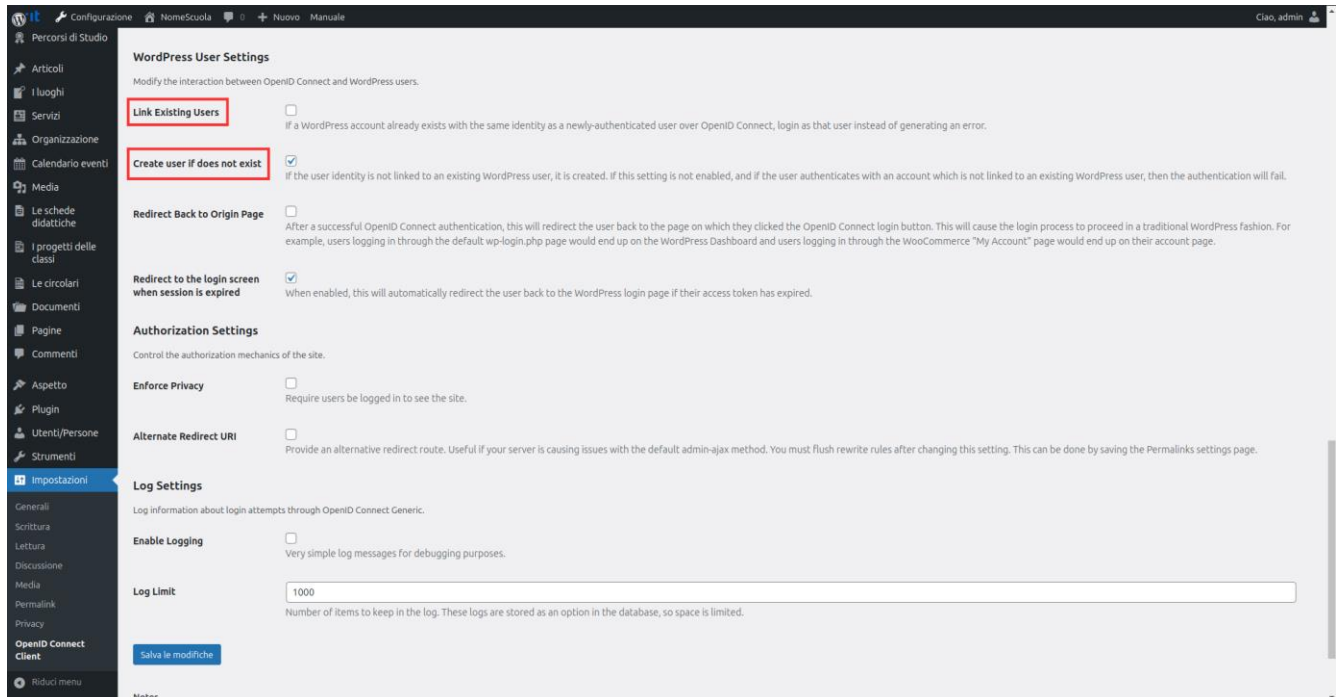 Configurazione NomeScuola 0 + Nuovo Manuale Ciao, admin
Percorsi di Studio
Articoli
I luoghi
Servizi
Organizzazione
Calendario eventi
Media
Le schede
didattiche
I progetti delle
classi
Le circolari
Documenti
Pagine
Commenti
Aspetto
Plugin
Utenti/Persone
Strumenti
Impostazioni
Generali
Scrittura
Lettura
Discussione
Media
Permalink
Privacy
OpenID Connect
Client
Riduci menu
WordPress User Settings
Modify the interaction between OpenID Connect and WordPress users.
Link Existing Users
If a WordPress account already exists with the same identity as a newly-authenticated user over OpenID Connect, login as that user instead of generating an error.
Create user if does not exist
If the user identity is not linked to an existing WordPress user, it is created. If this setting is not enabled, and if the user authenticates with an account which is not linked to an existing WordPress user, then the authentication will fail.
Redirect Back to Origin Page
After a successful OpenID Connect authentication, this will redirect the user back to the page on which they clicked the OpenID Connect login button. This will cause the login process to proceed in a traditional WordPress fashion. For
example, users logging in through the default wp-login.php page would end up on the WordPress Dashboard and users logging in through the WooCommerce "My Account" page would end up on their account page.
Redirect to the login screen
when session is expired
When enabled, this will automatically redirect the user back to the WordPress login page if their access token has expired.
Authorization Settings
Control the authorization mechanics of the site.
Enforce Privacy
Require users be logged in to see the site.
Alternate Redirect URI
Provide an alternative redirect route. Useful if your server is causing issues with the default admin-ajax method. You must flush rewrite rules after changing this setting. This can be done by saving the Permalinks settings page.
Log Settings
Log information about login attempts through OpenID Connect Generic.
Enable Logging
Very simple log messages for debugging purposes.
Log Limit
1000
Number of items to keep in the log. These logs are stored as an option in the database, so space is limited.
Salva le modifiche